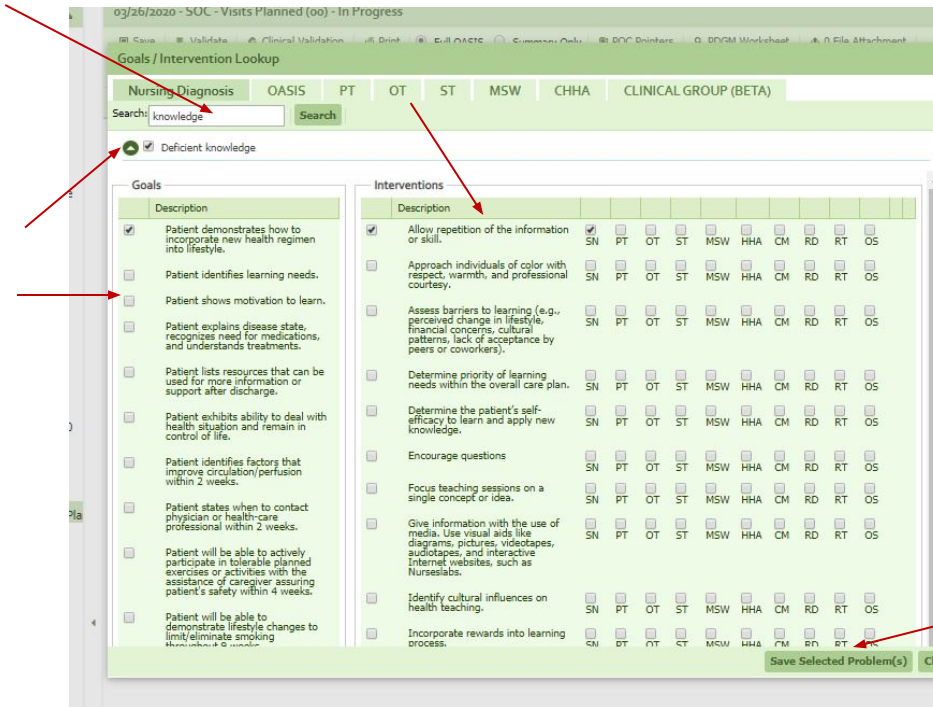 03/26/2020 - SOC - Visits Planned (00) - In Progress
Save Validate Clinical Validation Print Full OASIS Summary Only POC Pointers PDGM Worksheet 0 File Attachment
Goals / Intervention Lookup
Nursing Diagnosis OASIS PT OT ST MSW CHHA CLINICAL GROUP (BETA)
Search: knowledge Search
Deficient knowledge
Goals
Description
Patient demonstrates how to
incorporate new health regimen
into lifestyle.
Patient identifies learning needs.
Patient shows motivation to learn.
Patient explains disease state,
recognizes need for medications,
and understands treatments.
Patient lists resources that can be
used for more information or
support after discharge.
Patient exhibits ability to deal with
health situation and remain in
control of life.
Patient identifies factors that
improve circulation/perfusion
within 2 weeks.
Patient states when to contact
physician or health-care
professional within 2 weeks.
Patient will be able to actively
participate in tolerable planned
exercises or activities with the
assistance of caregiver assuring
patient's safety within 4 weeks.
Patient will be able to
demonstrate lifestyle changes to
limit/eliminate smoking
throughout 9 weeks
Interventions
Description
Allow repetition of the information
or skill.
SN PT OT ST MSW HHA CM RD RT OS
Approach individuals of color with
respect, warmth, and professional
courtesy.
SN PT OT ST MSW HHA CM RD RT OS
Assess barriers to learning (e.g.,
perceived change in lifestyle,
financial concerns, cultural
patterns, lack of acceptance by
peers or coworkers).
SN PT OT ST MSW HHA CM RD RT OS
Determine priority of learning
needs within the overall care plan.
SN PT OT ST MSW HHA CM RD RT OS
Determine the patient's self-
efficacy to learn and apply new
knowledge.
SN PT OT ST MSW HHA CM RD RT OS
Encourage questions
SN PT OT ST MSW HHA CM RD RT OS
Focus teaching sessions on a
single concept or idea.
SN PT OT ST MSW HHA CM RD RT OS
Give information with the use of
media. Use visual aids like
diagrams, pictures, videotapes,
audiotapes, and interactive
Internet websites, such as
Nurseslabs.
SN PT OT ST MSW HHA CM RD RT OS
Identify cultural influences on
health teaching.
SN PT OT ST MSW HHA CM RD RT OS
Incorporate rewards into learning
process.
SN PT OT ST MSW HHA CM RD RT OS
Save Selected Problem(s)
Pla